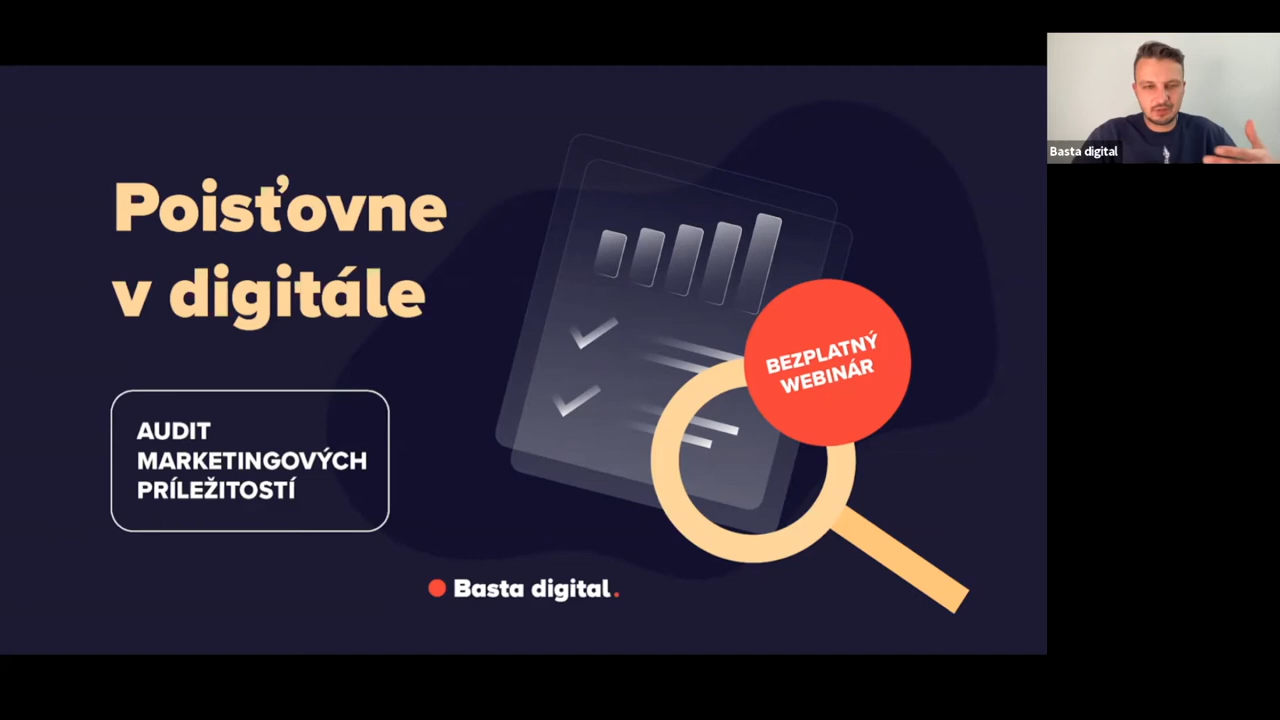 Poisťovne
v digitále
BEZPLATNÝ
WEBINÁR
AUDIT
MARKETINGOVÝCH
PRÍLEŽITOSTÍ
Basta digital.
Basta digital